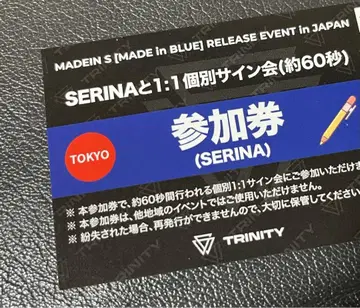 MADEIN S [MADE in BLUE] RELEASE EVENT in JAPAN
SERINAと1:1個別サイン会(約60秒)
参加券
(SERINA)
TOKYO
※ 本参加券で、約60秒間行われる個別1:1サイン会にご参加いただけま
※ 本参加券は、他地域のイベントではご使用いただけません。
※ 紛失された場合、再発行ができませんので、大切に保管してください
TRINITY